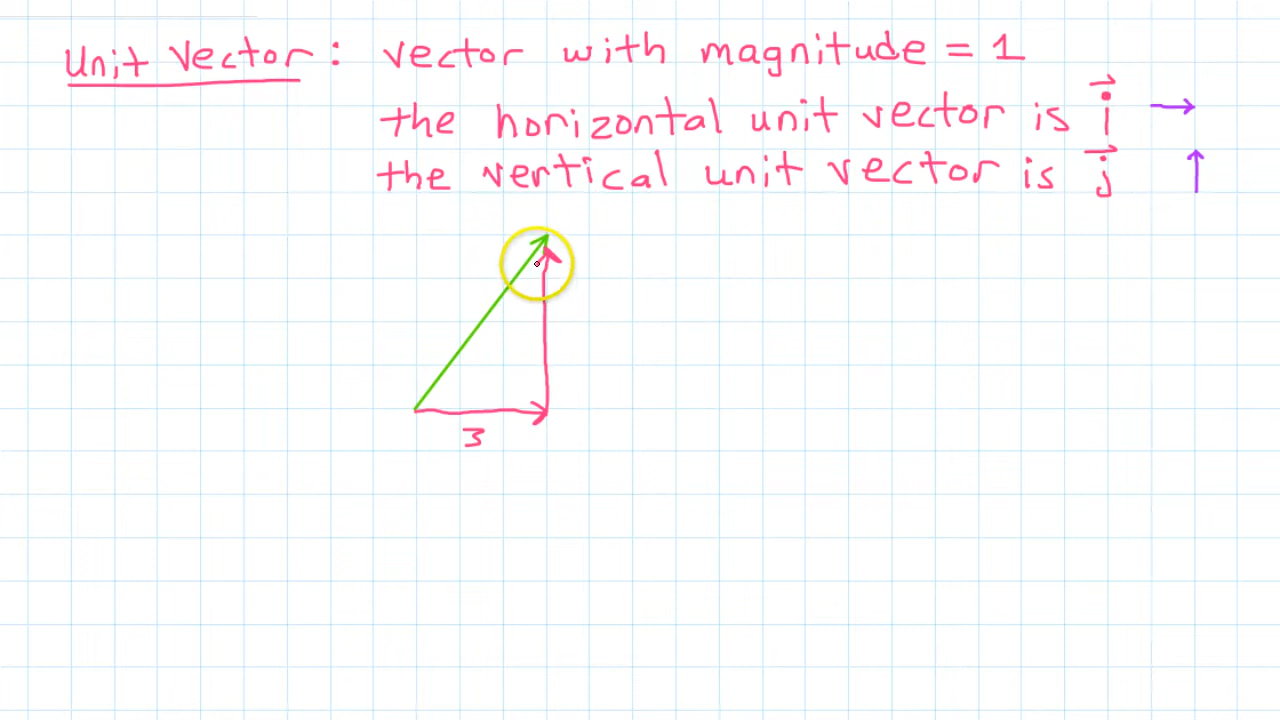 Unit Vector: vector with magnitude = 1
the horizontal unit vector is i⃗ →
the vertical unit vector is j⃗ ↑
3